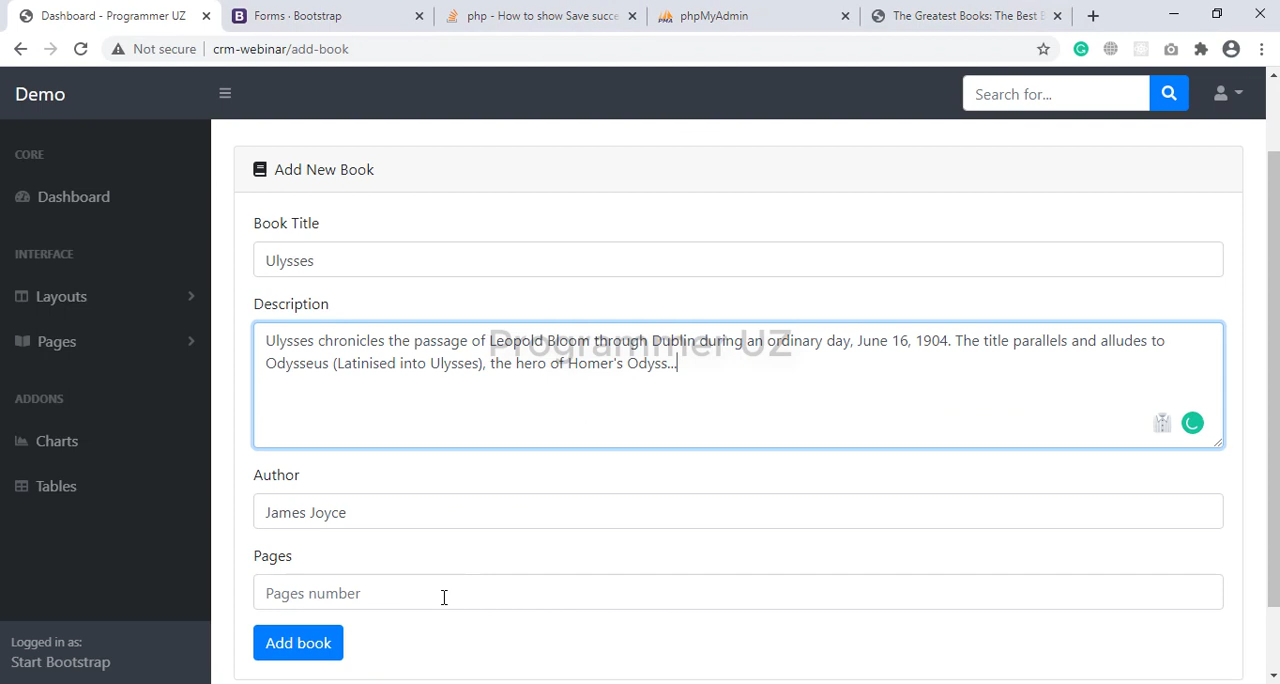 Dashboard - Programmer UZ
Forms · Bootstrap
php - How to show Save succe
phpMyAdmin
The Greatest Books: The Best B
Not secure
crm-webinar/add-book
Demo
Search for...
CORE
Dashboard
INTERFACE
Layouts
Pages
ADDONS
Charts
Tables
Logged in as:
Start Bootstrap
Add New Book
Book Title
Ulysses
Description
Ulysses chronicles the passage of Leopold Bloom through Dublin during an ordinary day, June 16, 1904. The title parallels and alludes to
Odysseus (Latinised into Ulysses), the hero of Homer's Odyss...
Programmer UZ
Author
James Joyce
Pages
Pages number
Add book